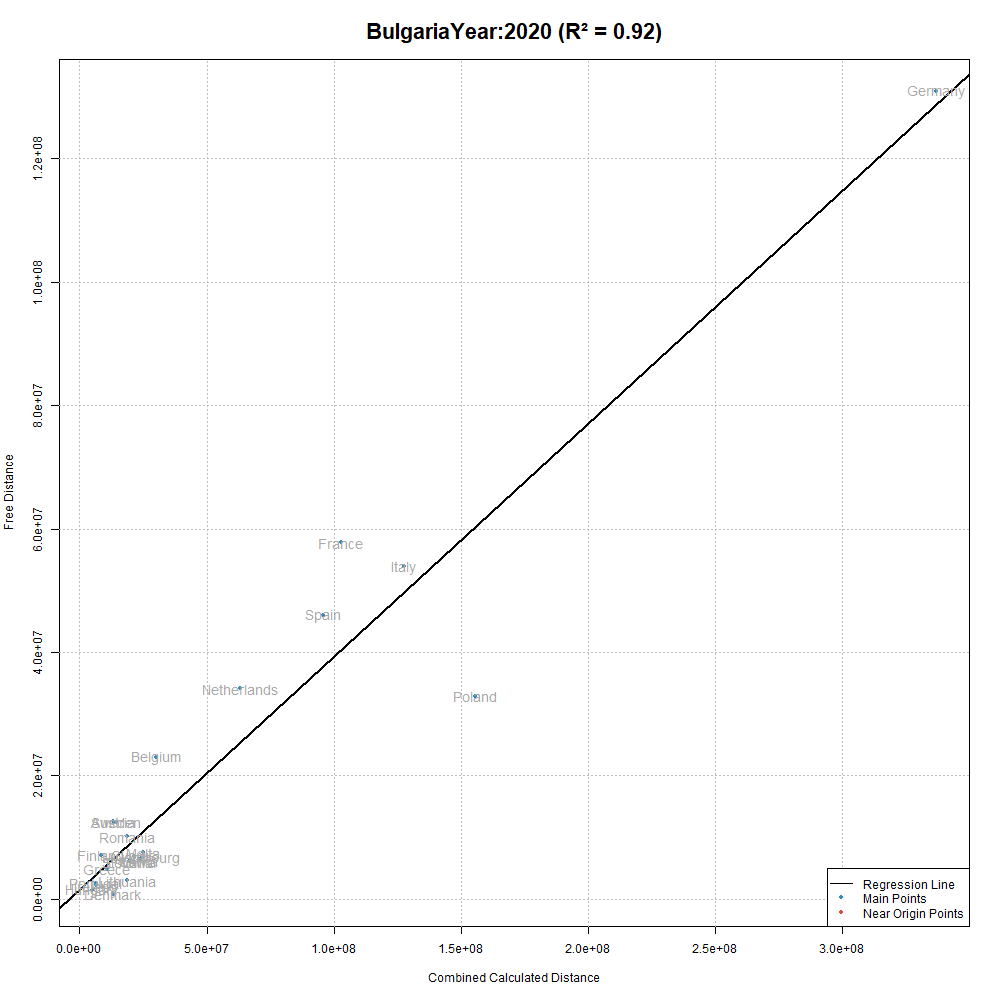 BulgariaYear:2020 (R² = 0.92)
Germany
1.2e+08
1.0e+08
8.0e+07
Free Distance
6.0e+07
France
Italy
Spain
4.0e+07
Netherlands
Poland
Belgium
2.0e+07
Sweden
Romania
Malta
Greece
Lithuania
Denmark
0.0e+00
Regression Line
Main Points
Near Origin Points
0.0e+00 5.0e+07 1.0e+08 1.5e+08 2.0e+08 2.5e+08 3.0e+08
Combined Calculated Distance